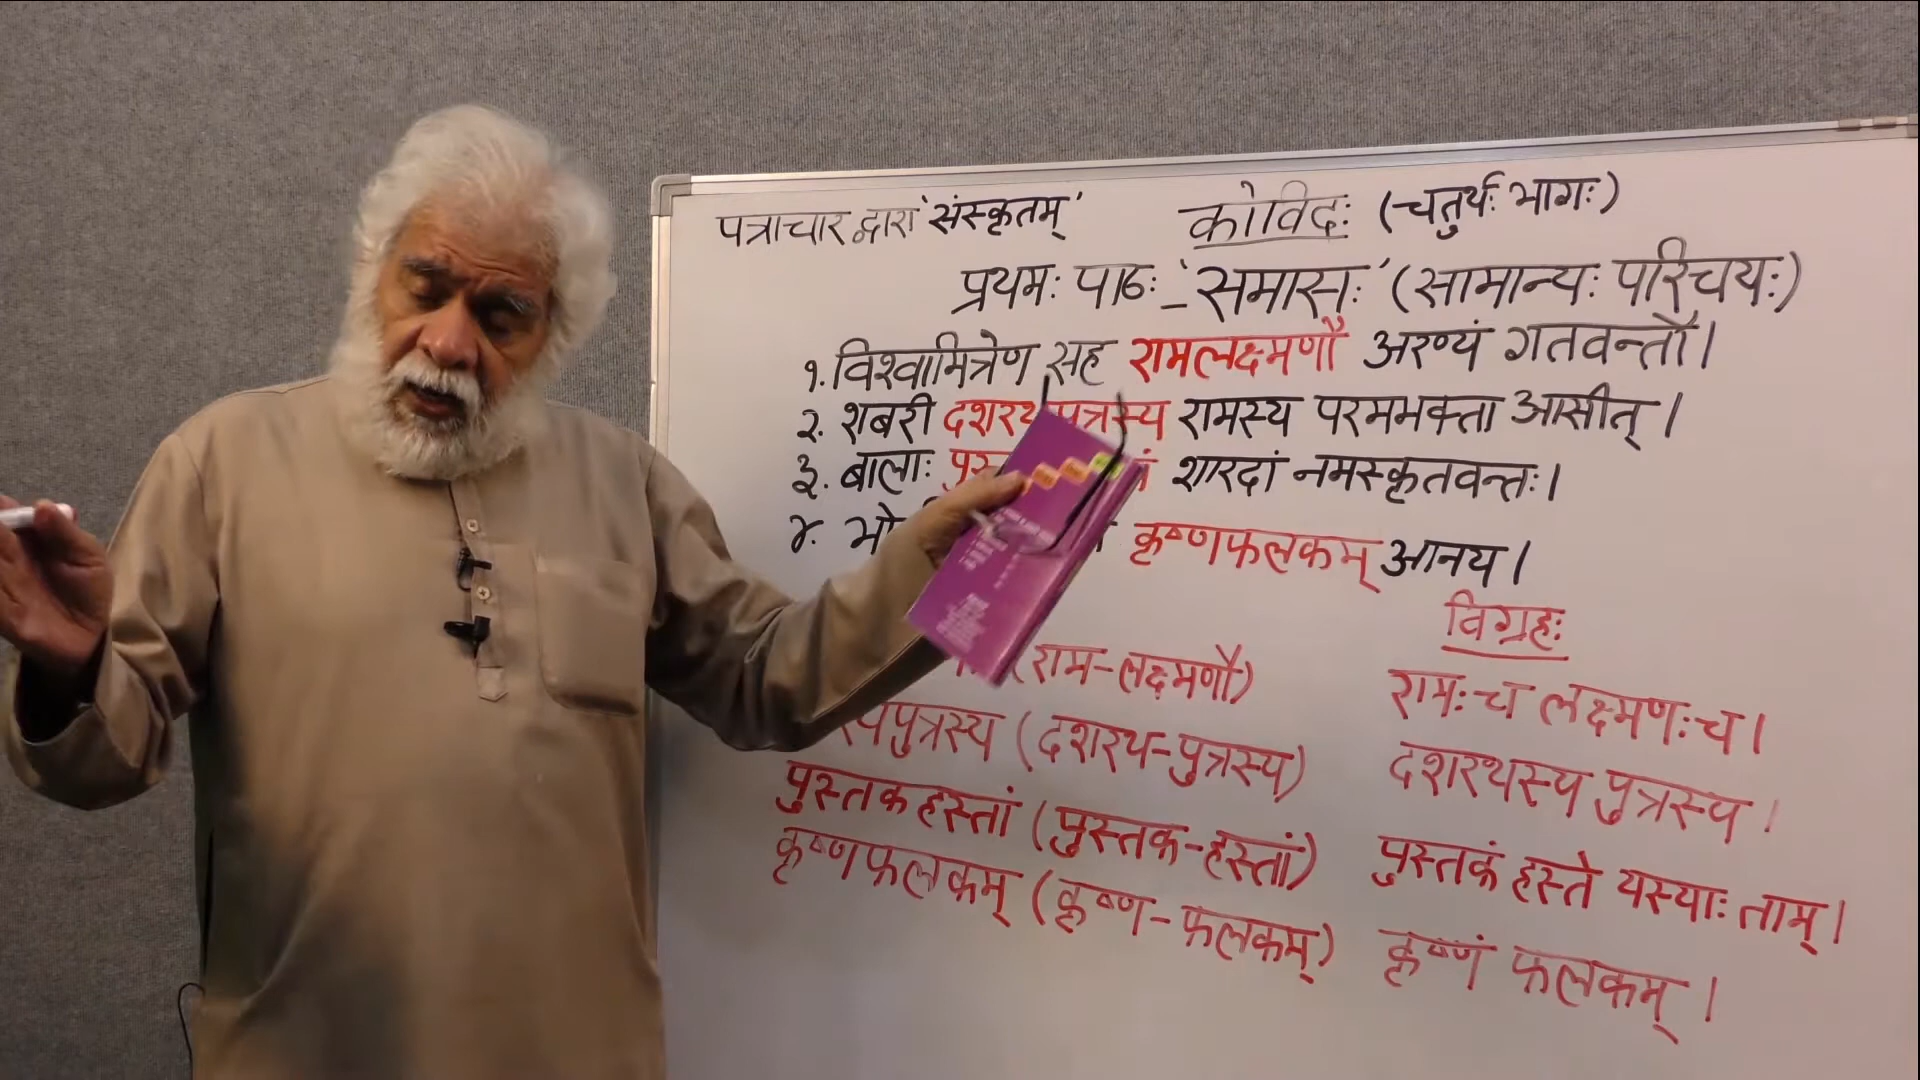 पत्राचार द्वारा 'संस्कृतम्' कोविदः (चतुर्थः भागः)
प्रथमः पाठः - 'समासः' (सामान्यः परिचयः)
१. विश्वामित्रेण सह रामलक्ष्मणौ अरण्यं गतवन्तौ।
२. शबरी रामस्य परमभक्ता आसीत्।
३. बालाः शारदां नमस्कृतवन्तः।
४. कृष्णफलकम् आनय।
विग्रहः
(राम-लक्ष्मणौ) रामः च लक्ष्मणः च।
(दशरथ-पुत्रस्य) दशरथस्य पुत्रस्य।
पुस्तकहस्तां (पुस्तक-हस्तां) पुस्तकं हस्ते यस्याः ताम्।
कृष्णफलकम् (कृष्ण-फलकम्) कृष्णं फलकम्।